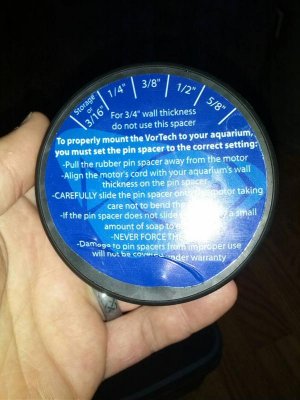 Storage
or
3/16" 1/4" 3/8" 1/2" 5/8"
For 3/4" wall thickness
do not use this spacer
To properly mount the VorTech to your aquarium,
you must set the pin spacer to the correct setting:
-Pull the rubber pin spacer away from the motor
-Align the motor's cord with your aquarium's wall
thickness on the pin spacer
-CAREFULLY slide the pin spacer on motor taking
care not to bend the
-If the pin spacer does not slide a small
amount of soap to
-NEVER FORCE THE
-Damage to pin spacers from improper use
will not be covered under warranty